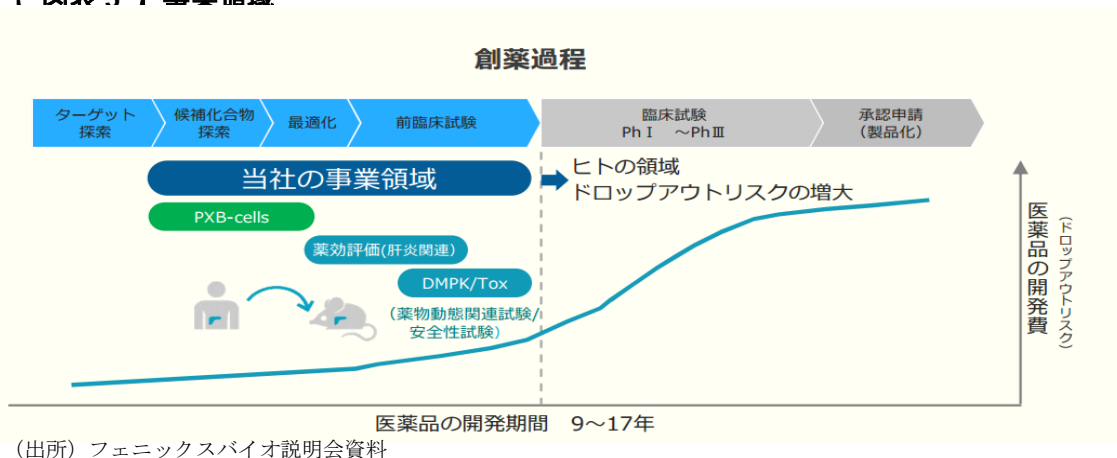 創薬過程
ターゲット
探索
候補化合物
探索
最適化
前臨床試験
臨床試験
PhⅠ ～PhⅢ
承認申請
（製品化）
当社の事業領域
ヒトの領域
ドロップアウトリスクの増大
PXB-cells
薬効評価(肝炎関連)
DMPK/Tox
（薬物動態関連試験/
安全性試験）
医薬品の開発費
（ドロップアウトリスク）
医薬品の開発期間 9～17年
（出所）フェニックスバイオ説明会資料